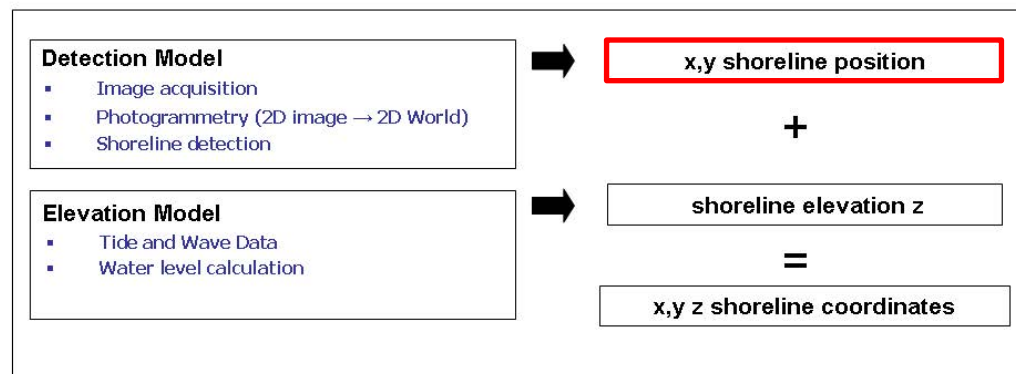 Detection Model
▪ Image acquisition
▪ Photogrammetry (2D image → 2D World)
▪ Shoreline detection
x,y shoreline position
+
Elevation Model
▪ Tide and Wave Data
▪ Water level calculation
shoreline elevation z
=
x,y z shoreline coordinates